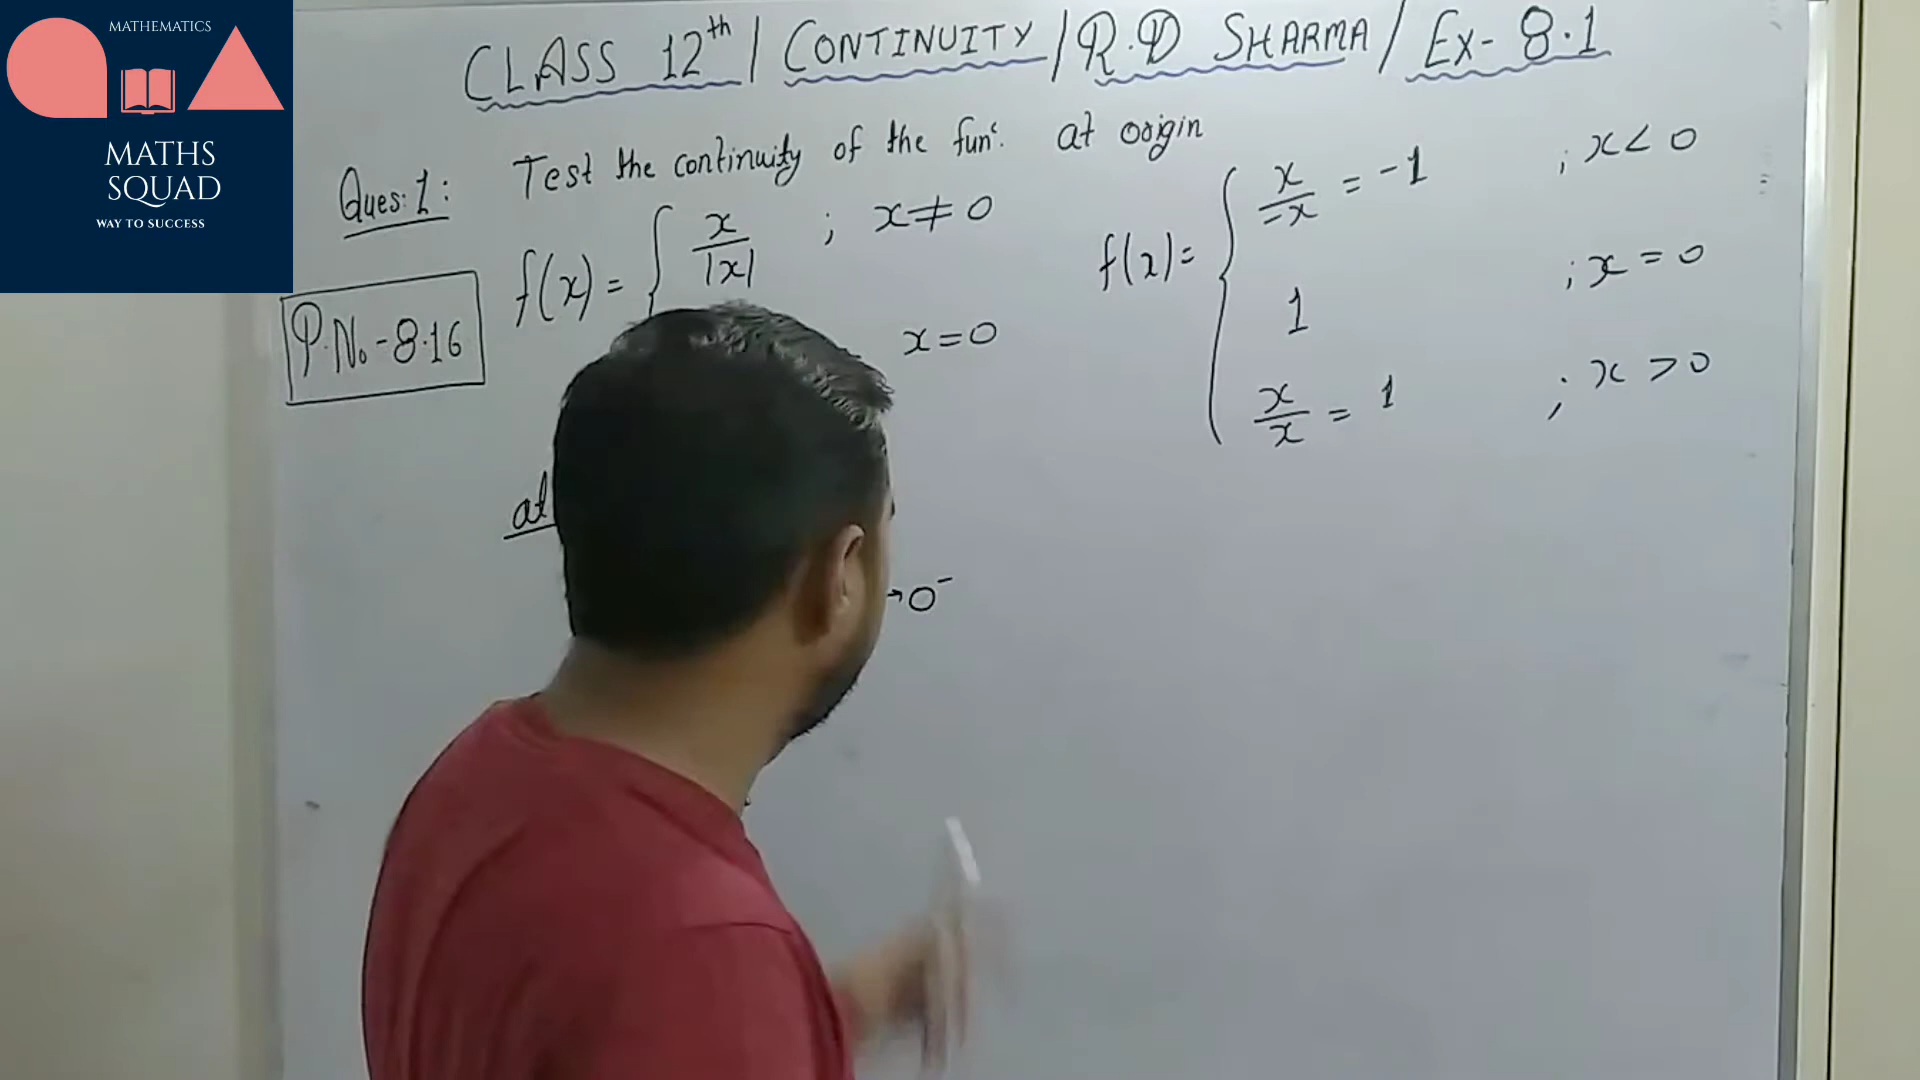 MATHEMATICS
MATHS
SQUAD
WAY TO SUCCESS
CLASS 12th / CONTINUITY / R.D SHARMA / Ex- 8.1
Ques:1: Test the continuity of the func. at origin
f(x) = { x/|x| ; x ≠ 0
x = 0
P.No - 8.16
f(x) = { x/-x = -1 ; x < 0
1 ; x = 0
x/x = 1 ; x > 0
at
→0⁻